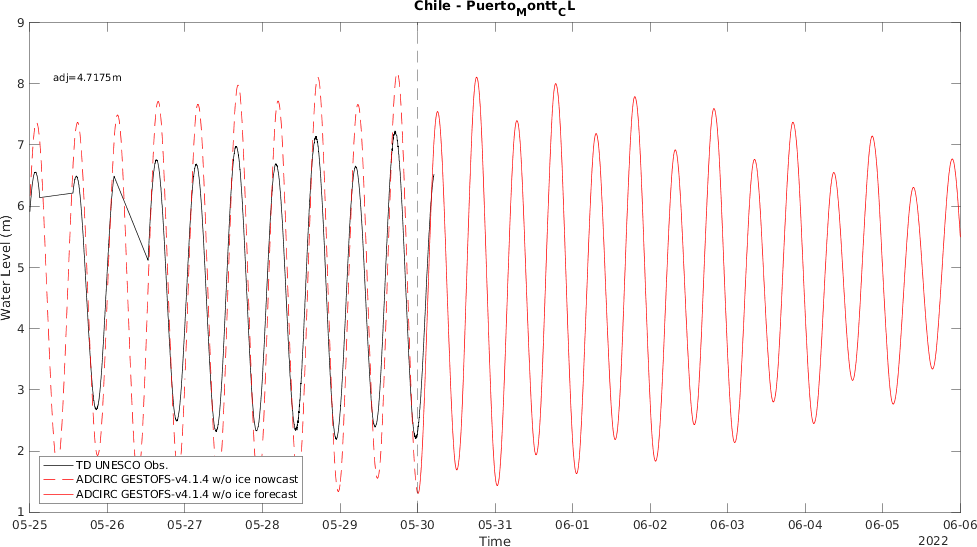 Chile - Puerto_Montt_CL
9
adj=4.7175m
8
7
6
5
4
3
2
1
Water Level (m)
TD UNESCO Obs.
ADCIRC GESTOFS-v4.1.4 w/o ice nowcast
ADCIRC GESTOFS-v4.1.4 w/o ice forecast
05-25 05-26 05-27 05-28 05-29 05-30 05-31 06-01 06-02 06-03 06-04 06-05 06-06
Time
2022